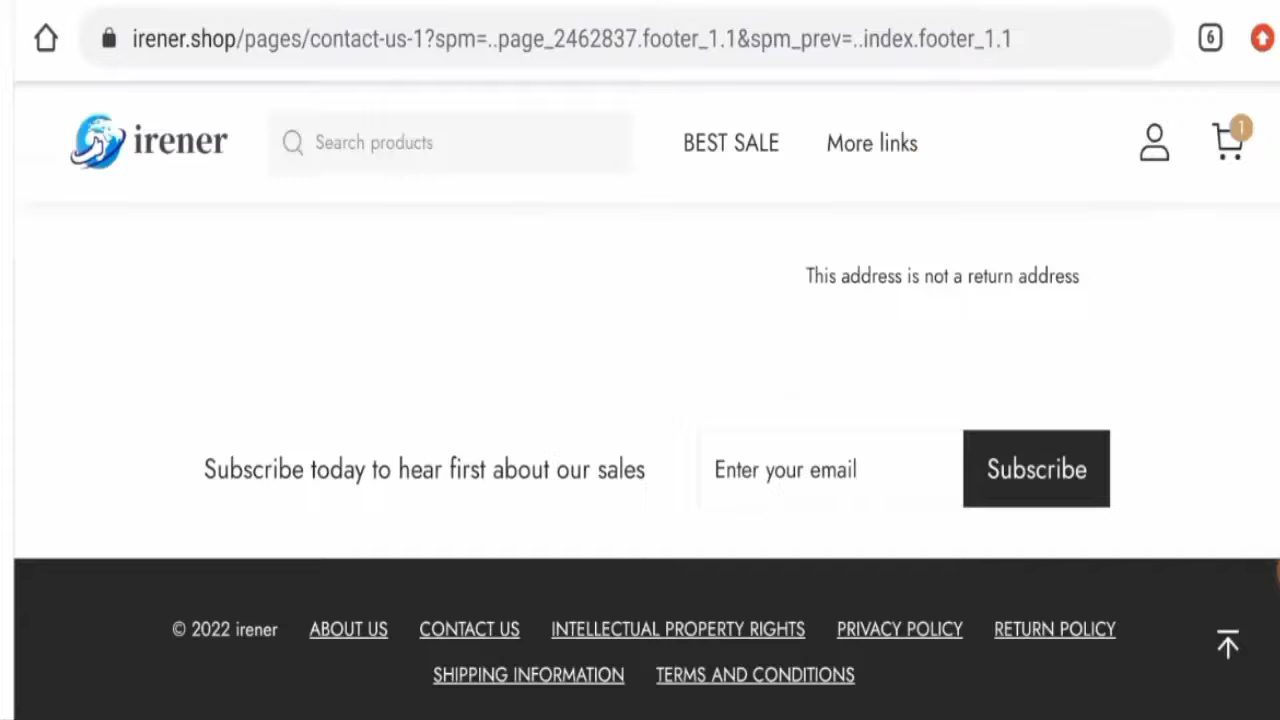 irener.shop/pages/contact-us-1?spm=..page_2462837.footer_1.1&spm_prev=..index.footer_1.1
6
irener
Search products
BEST SALE
More links
1
This address is not a return address
Subscribe today to hear first about our sales
Enter your email
Subscribe
© 2022 irener ABOUT US CONTACT US INTELLECTUAL PROPERTY RIGHTS PRIVACY POLICY RETURN POLICY
SHIPPING INFORMATION TERMS AND CONDITIONS